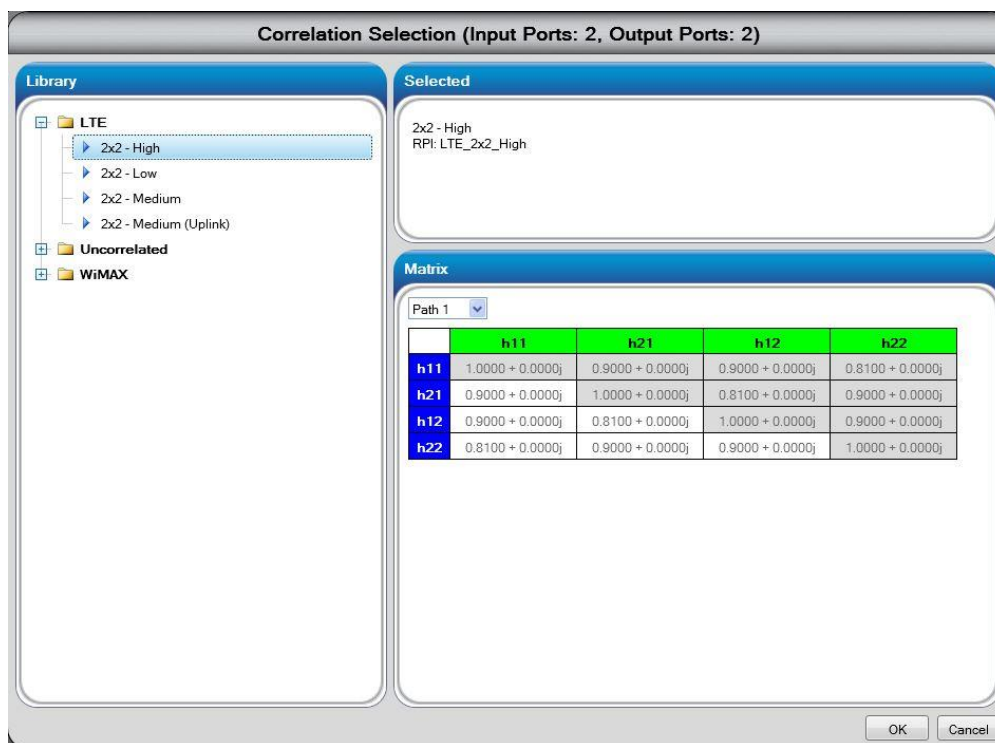 Correlation Selection (Input Ports: 2, Output Ports: 2)
Library
LTE
2x2 - High
2x2 - Low
2x2 - Medium
2x2 - Medium (Uplink)
Uncorrelated
WiMAX
Selected
2x2 - High
RPI: LTE_2x2_High
Matrix
Path 1
h11 h21 h12 h22
h11 1.0000 + 0.0000j 0.9000 + 0.0000j 0.9000 + 0.0000j 0.8100 + 0.0000j
h21 0.9000 + 0.0000j 1.0000 + 0.0000j 0.8100 + 0.0000j 0.9000 + 0.0000j
h12 0.9000 + 0.0000j 0.8100 + 0.0000j 1.0000 + 0.0000j 0.9000 + 0.0000j
h22 0.8100 + 0.0000j 0.9000 + 0.0000j 0.9000 + 0.0000j 1.0000 + 0.0000j
OK Cancel